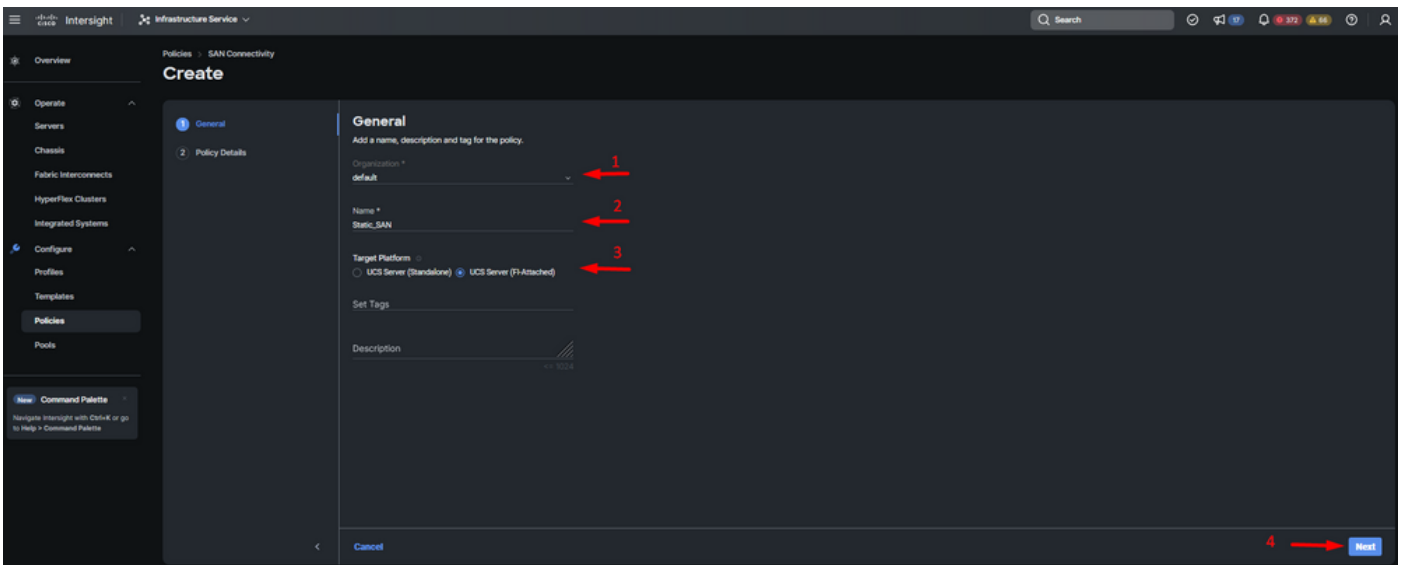 cisco Intersight Infrastructure Service Search 17 372 66
Overview
Policies > SAN Connectivity
Create
Operate
Servers
Chassis
Fabric Interconnects
HyperFlex Clusters
Integrated Systems
Configure
Profiles
Templates
Policies
Pools
New Command Palette
Navigate Intersight with Ctrl+K or go
to Help > Command Palette
1 General
2 Policy Details
General
Add a name, description and tag for the policy.
Organization *
default
1
Name *
Static_SAN
2
Target Platform
UCS Server (Standalone) UCS Server (FI-Attached)
3
Set Tags
Description
<= 1024
Cancel
4
Next